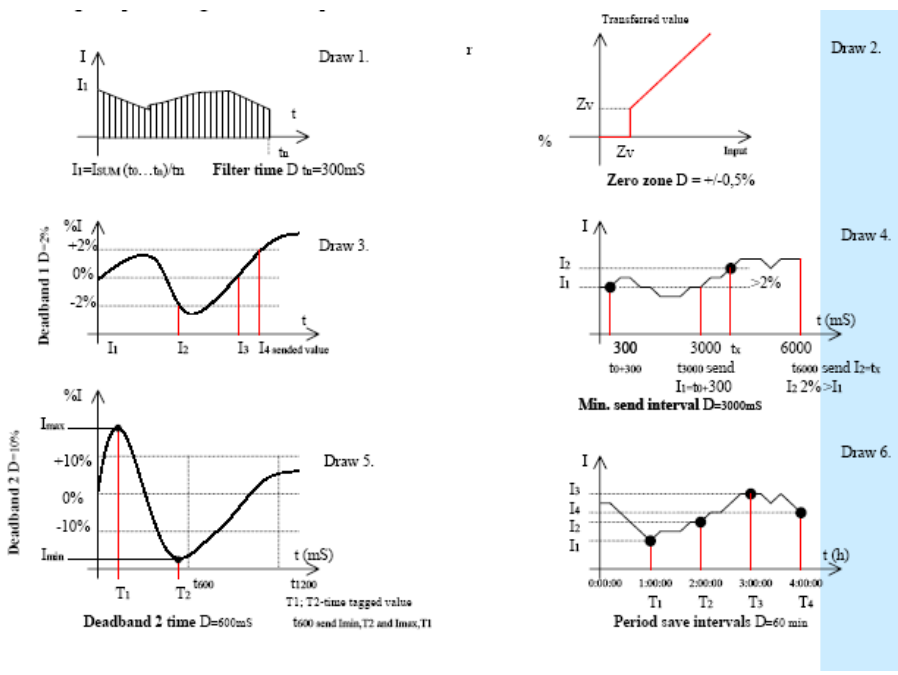 I
Draw 1.
I1
t
tn
I1=ISUM (t0…tn)/tn
Filter time D tn=300mS
r
Transferred value
Draw 2.
Zv
%
Zv
Input
Zero zone D = +/-0,5%
Deadband 1 D=2%
%I
+2%
Draw 3.
0%
-2%
t
I1
I2
I3
I4 sended value
I
Draw 4.
I2
I1
>2%
t (mS)
300
3000
tx
6000
t0+300
t3000 send
t6000 send I2=tx
I1=t0+300
I2 2%>I1
Min. send interval D=3000mS
Deadband 2 D=10%
%I
Imax
+10%
Draw 5.
0%
-10%
Imin
t (mS)
T1
T2
t600
t1200
T1; T2-time tagged value
Deadband 2 time D=600mS
t600 send Imin,T2 and Imax,T1
I
Draw 6.
I3
I4
I2
I1
t (h)
0:00:00
1:00:00
2:00:00
3:00:00
4:00:00
T1
T2
T3
T4
Period save intervals D=60 min